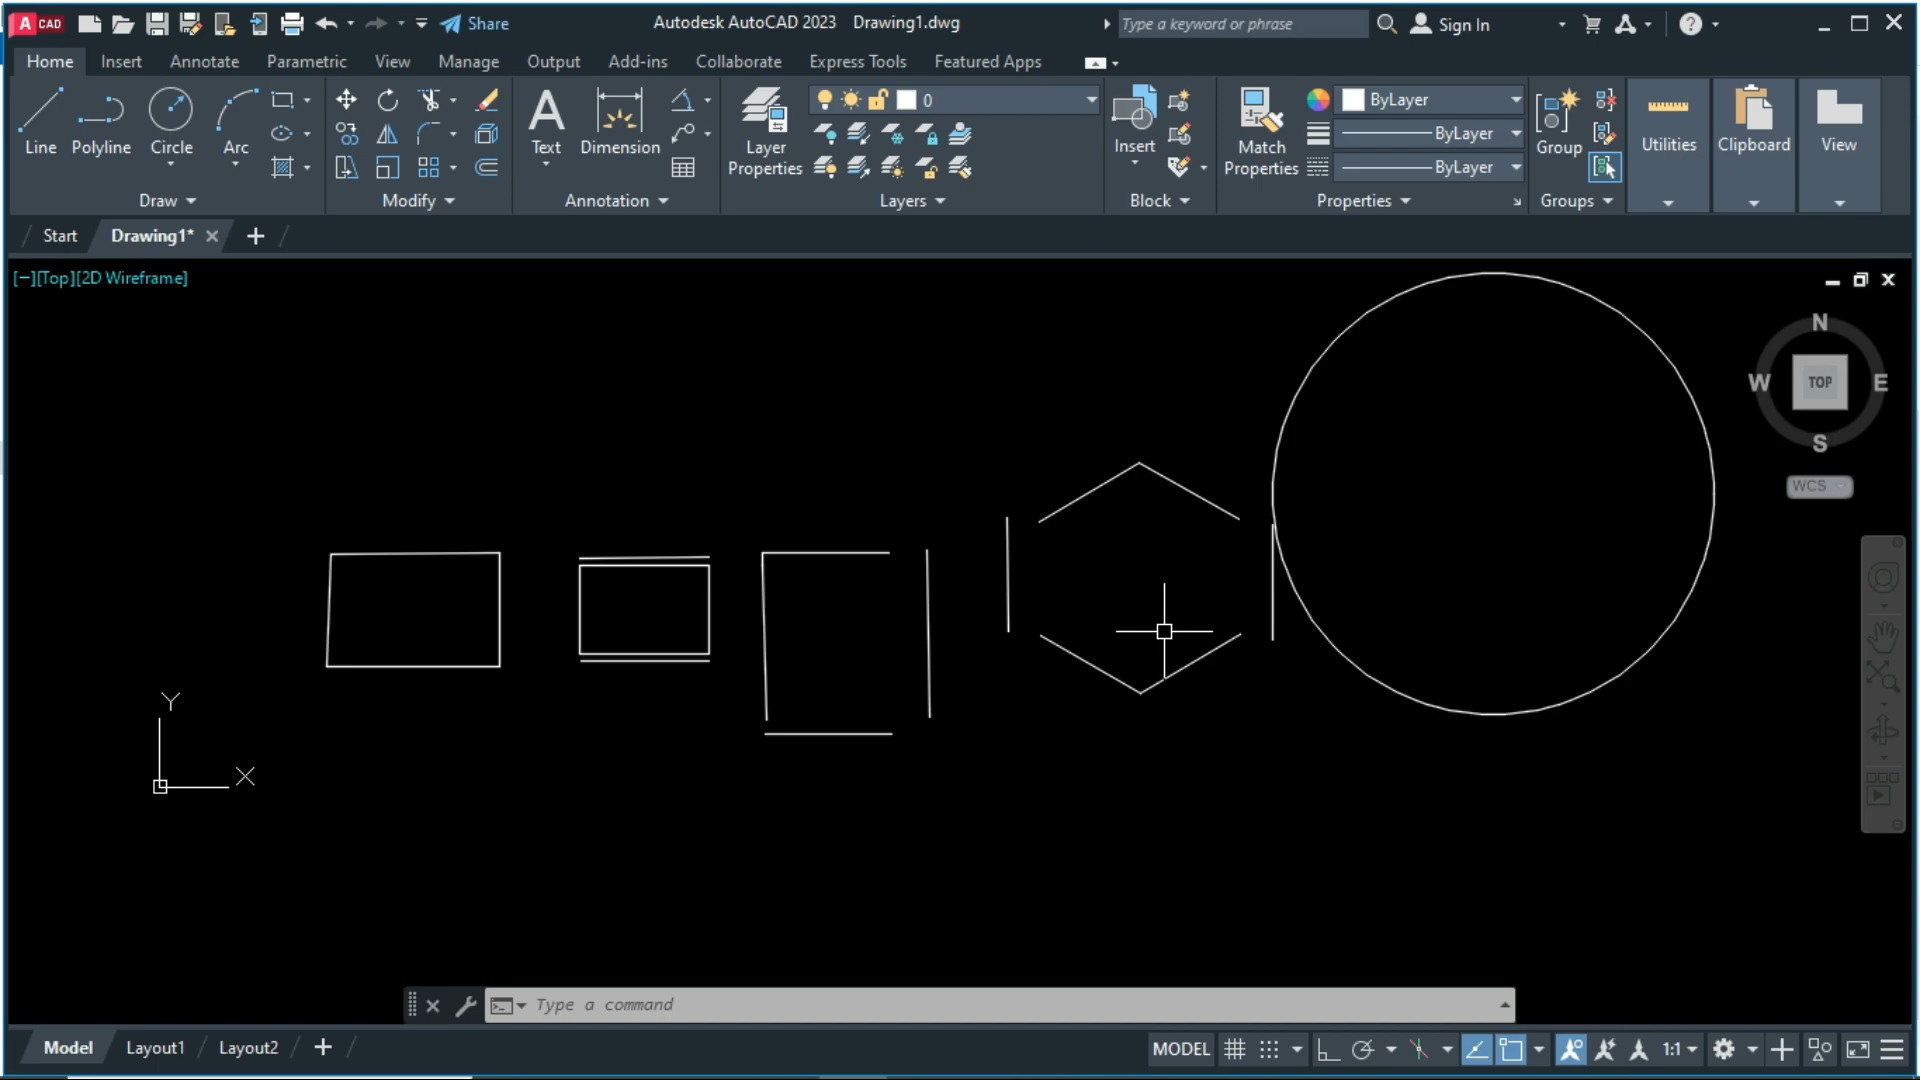 A CAD Share Autodesk AutoCAD 2023 Drawing1.dwg Type a keyword or phrase Sign In
Home Insert Annotate Parametric View Manage Output Add-ins Collaborate Express Tools Featured Apps
0 ByLayer
Line Polyline Circle Arc Text Dimension Layer Properties Insert Match Properties ByLayer Group Utilities Clipboard View
ByLayer
Draw Modify Annotation Layers Block Properties Groups
Start Drawing1* +
[−][Top][2D Wireframe]
N
W TOP E
S
WCS
Y
X
Type a command
Model Layout1 Layout2 + MODEL 1:1